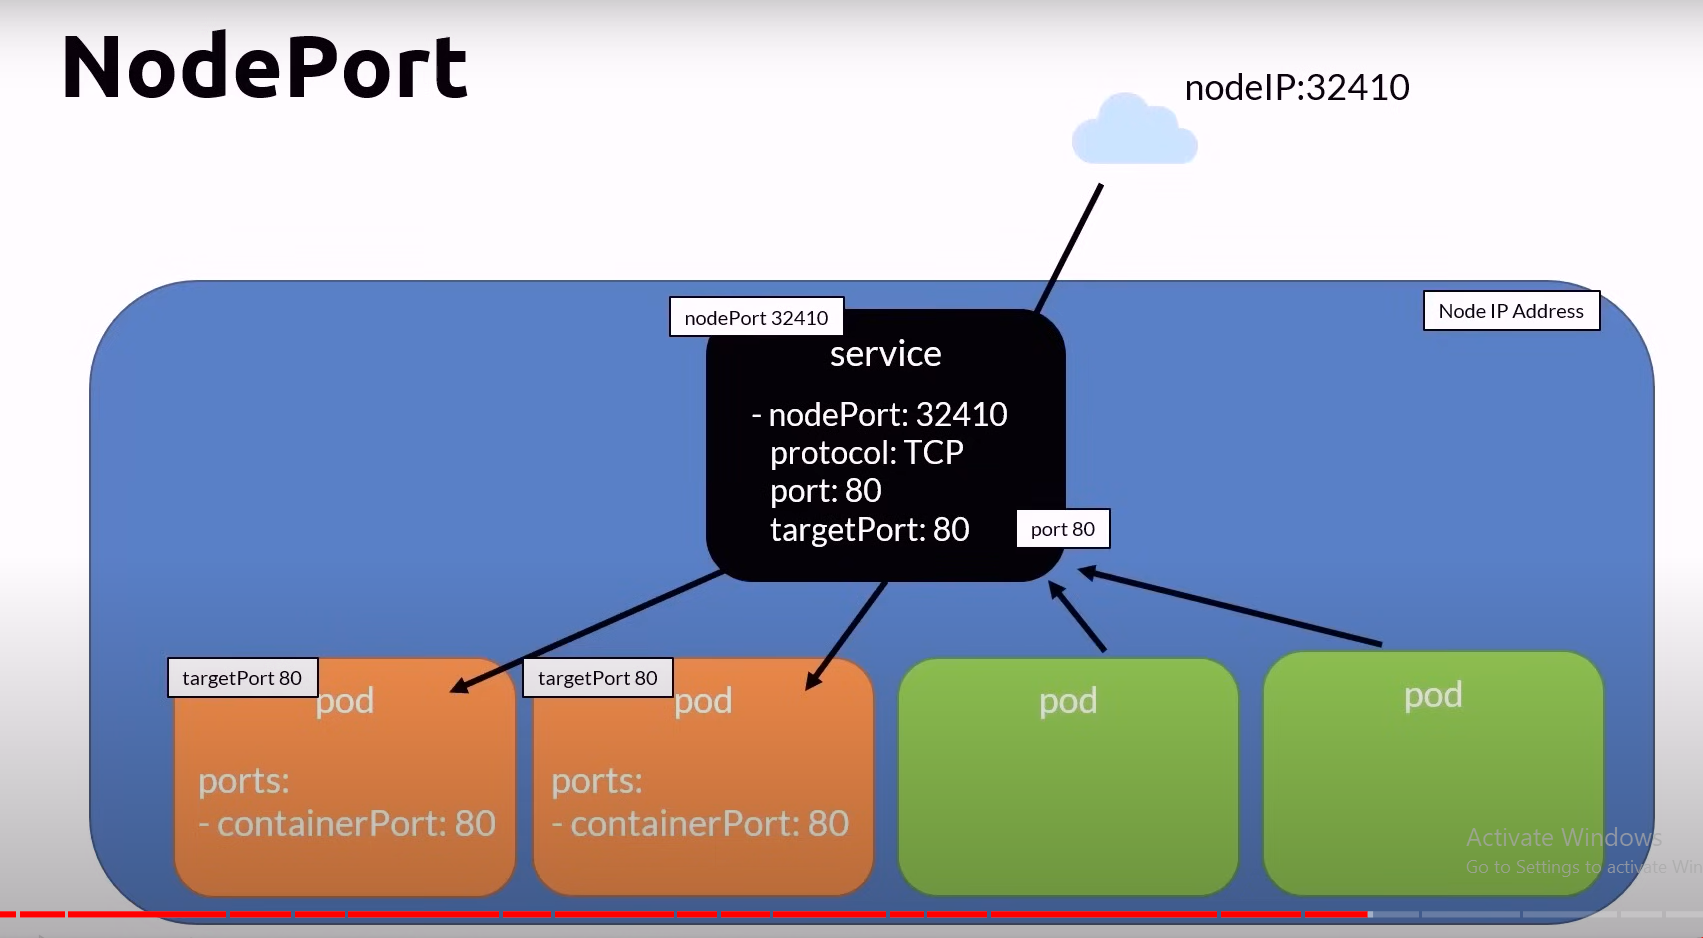 NodePort
nodeIP:32410
Node IP Address
nodePort 32410
service
- nodePort: 32410
protocol: TCP
port: 80
targetPort: 80
port 80
targetPort 80
pod
ports:
- containerPort: 80
targetPort 80
pod
ports:
- containerPort: 80
pod
pod
Activate Windows
Go to Settings to activate Win